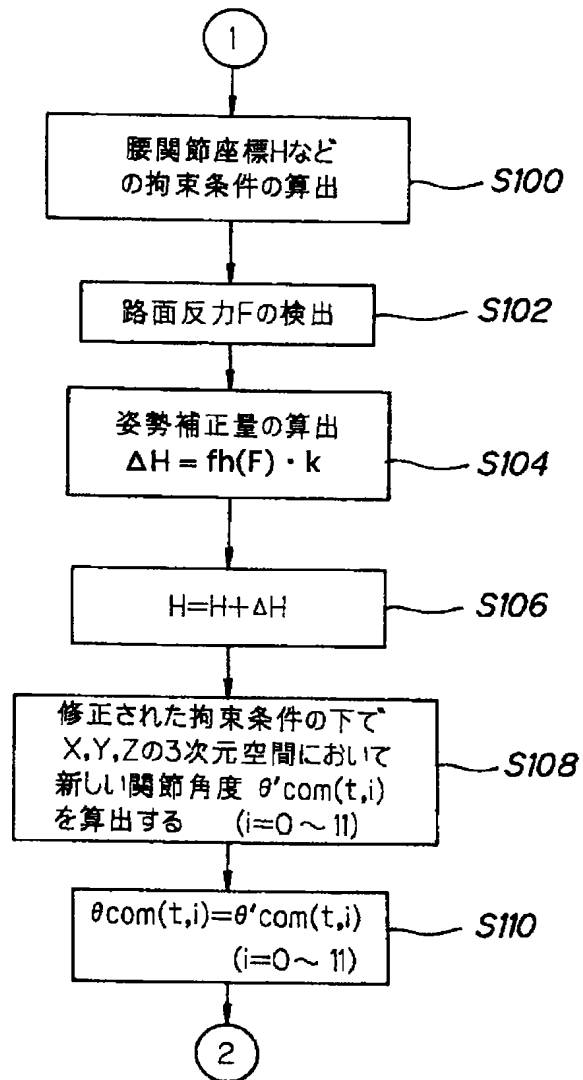 1
腰関節座標Hなど
の拘束条件の算出
S100
路面反力Fの検出
S102
姿勢補正量の算出
ΔH = fh(F)・k
S104
H=H+ΔH
S106
修正された拘束条件の下で
X,Y,Zの3次元空間において
新しい関節角度 θ'com(t,i)
を算出する (i=0～11)
S108
θcom(t,i)=θ'com(t,i)
(i=0～11)
S110
2